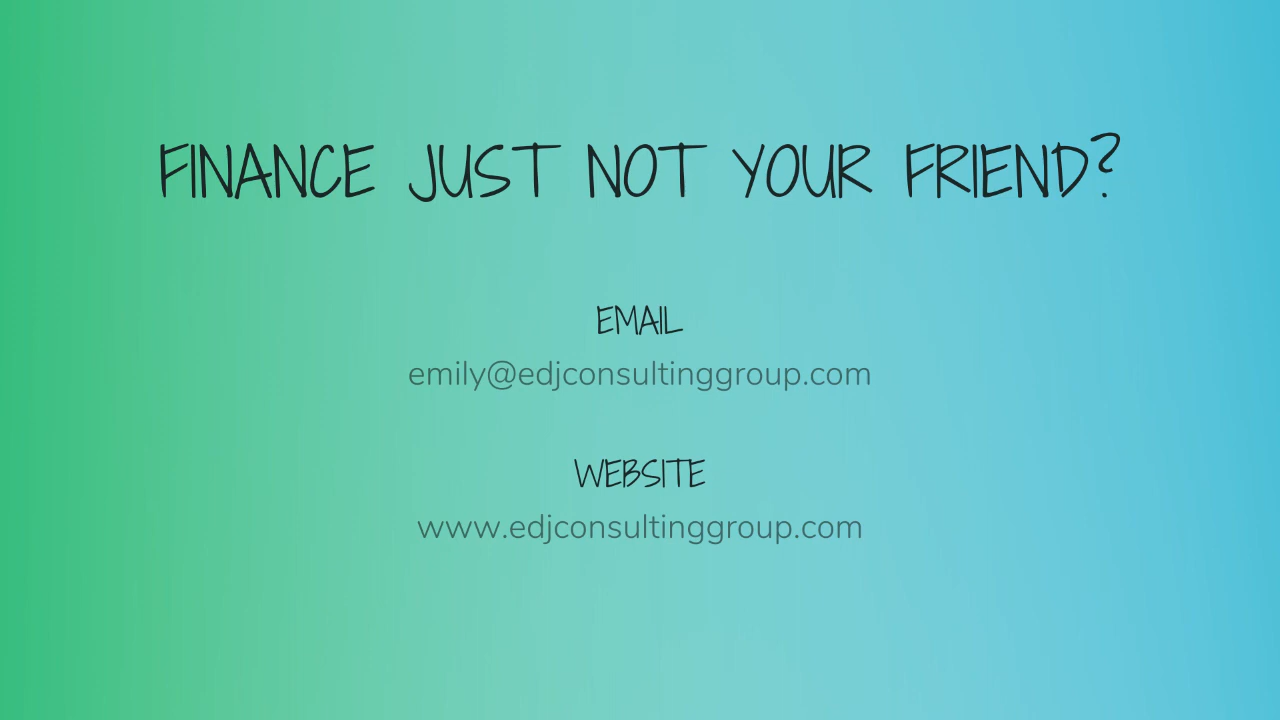 FINANCE JUST NOT YOUR FRIEND?
EMAIL
emily@edjconsultinggroup.com
WEBSITE
www.edjconsultinggroup.com